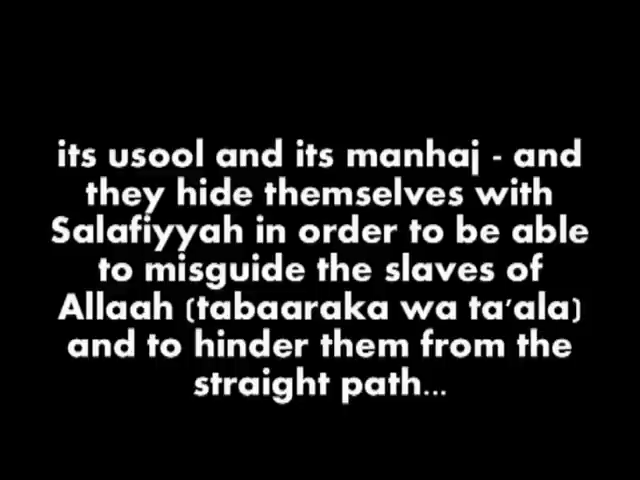 its usool and its manhaj - and
they hide themselves with
Salafiyyah in order to be able
to misguide the slaves of
Allaah (tabaaraka wa ta'ala)
and to hinder them from the
straight path...